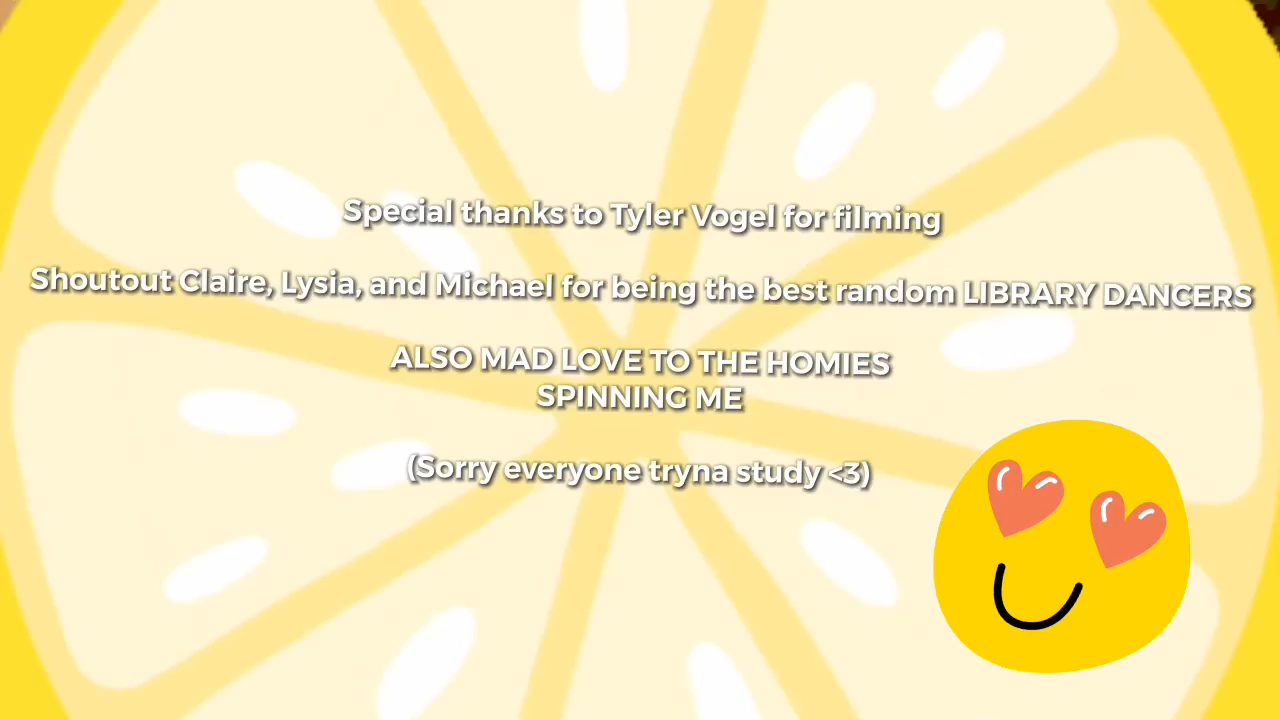 Special thanks to Tyler Vogel for filming
Shoutout Claire, Lysia, and Michael for being the best random LIBRARY DANCERS
ALSO MAD LOVE TO THE HOMIES
SPINNING ME
(Sorry everyone tryna study <3)